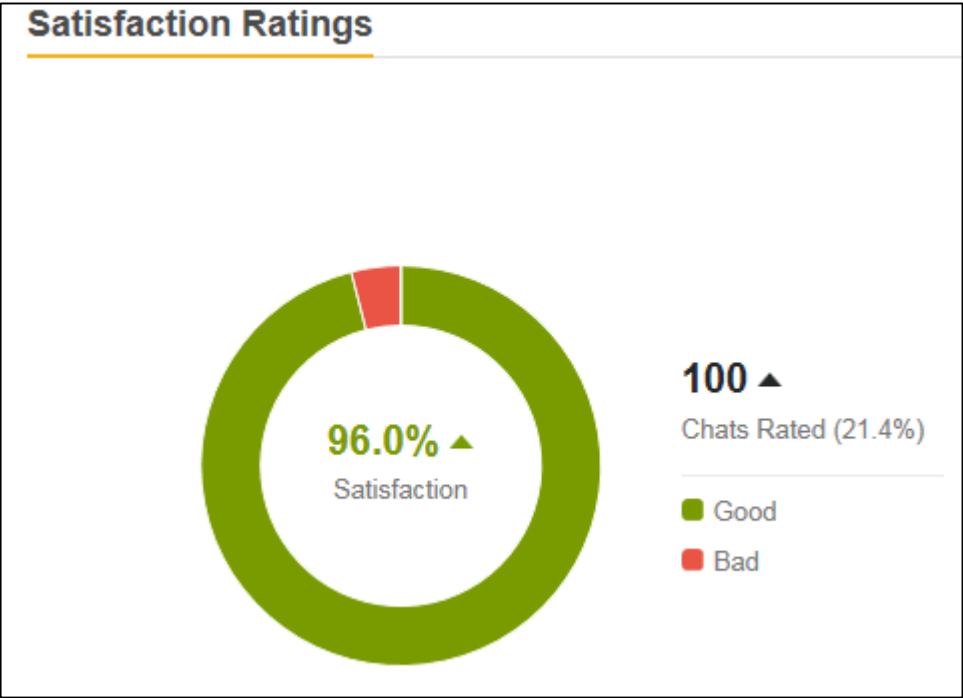 Satisfaction Ratings
96.0%
Satisfaction
100
Chats Rated (21.4%)
Good
Bad